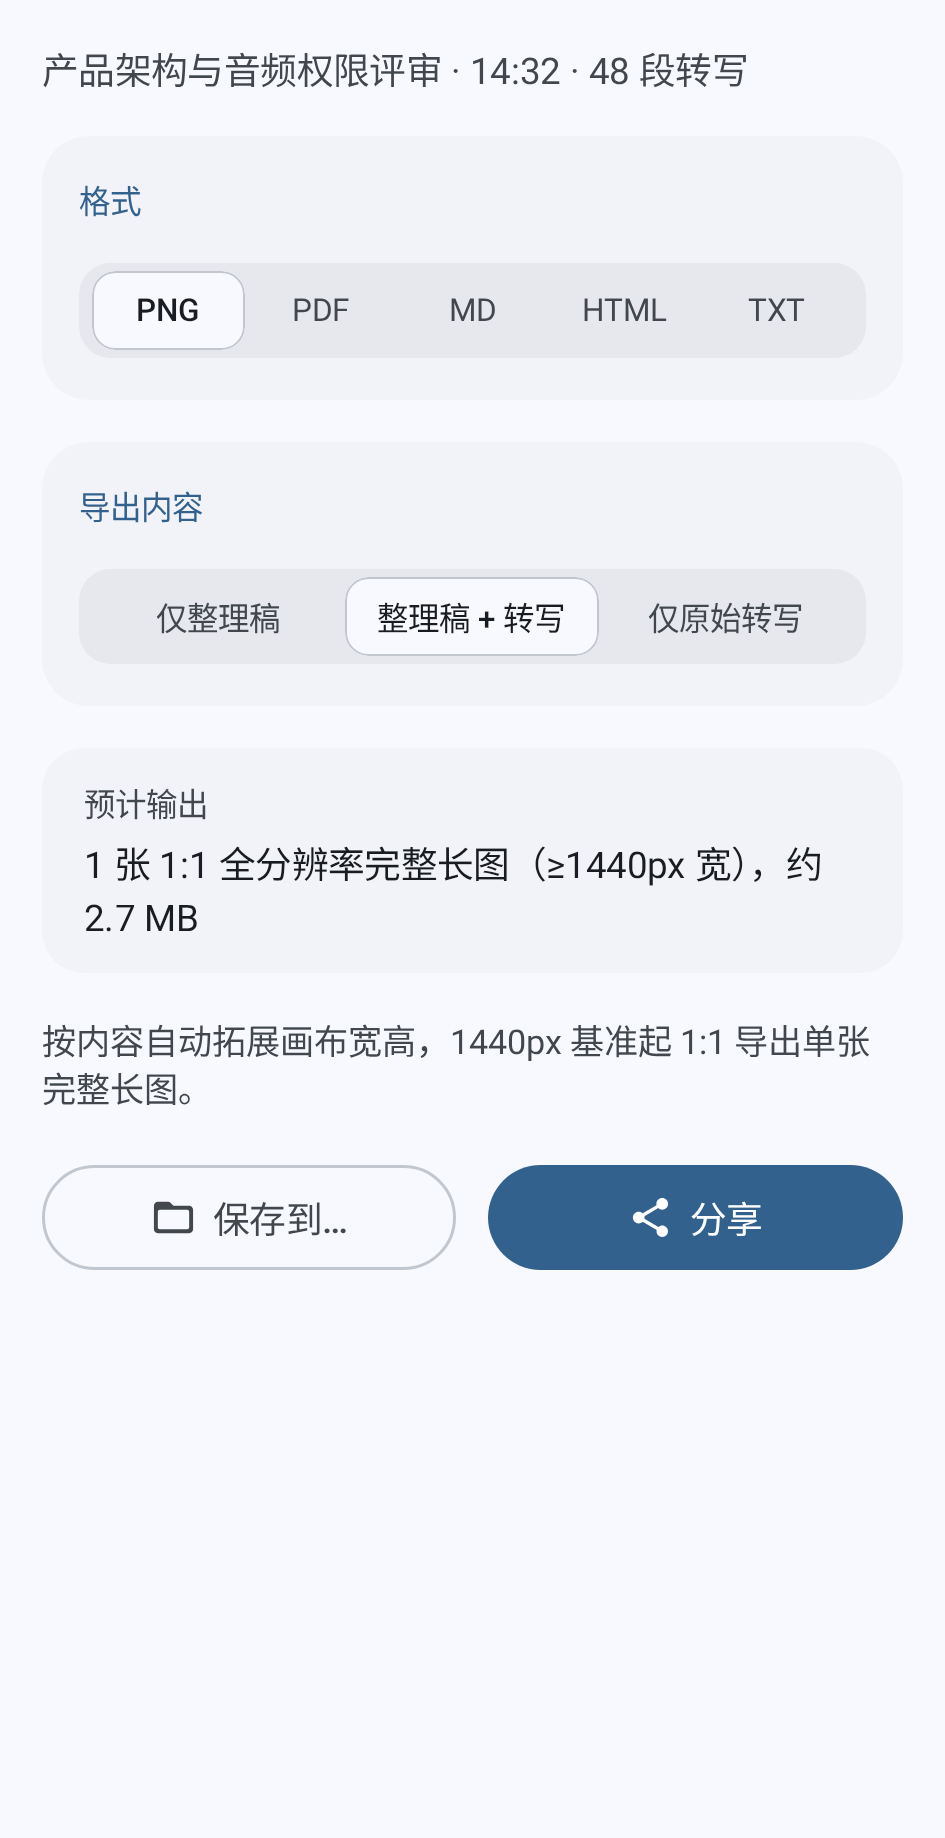 产品架构与音频权限评审 · 14:32 · 48 段转写
格式
PNG PDF MD HTML TXT
导出内容
仅整理稿 整理稿 + 转写 仅原始转写
预计输出
1 张 1:1 全分辨率完整长图（≥1440px 宽），约
2.7 MB
按内容自动拓展画布宽高，1440px 基准起 1:1 导出单张
完整长图。
保存到... 分享